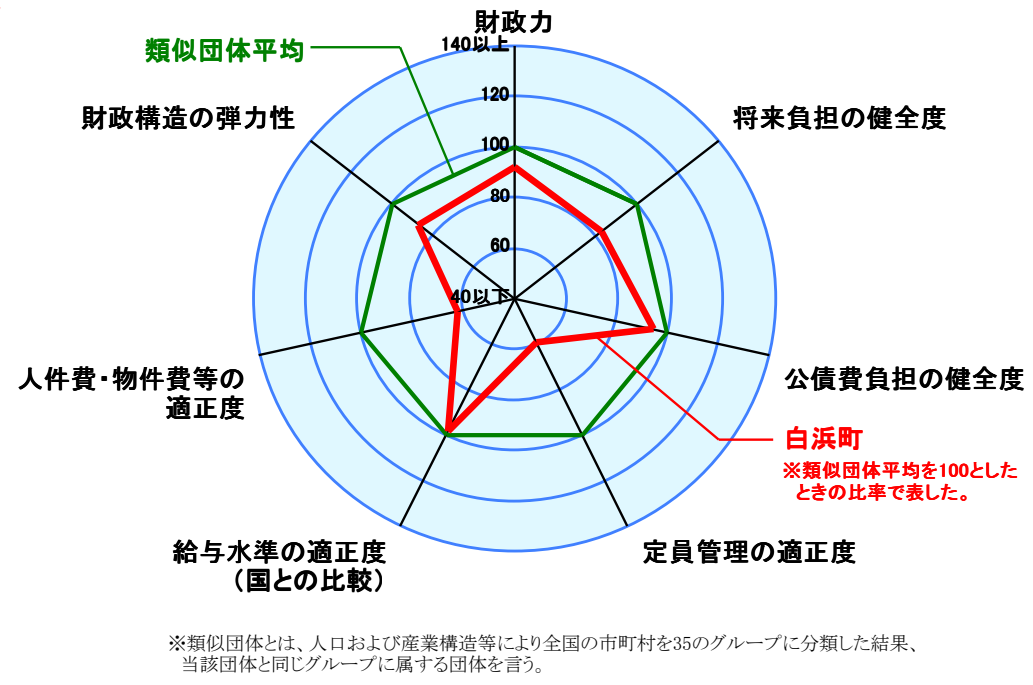 財政力
140以上
類似団体平均
120
財政構造の弾力性
将来負担の健全度
100
80
60
40以下
人件費・物件費等の
適正度
公債費負担の健全度
白浜町
※類似団体平均を100とした
ときの比率で表した。
給与水準の適正度
（国との比較）
定員管理の適正度
※類似団体とは、人口および産業構造等により全国の市町村を35のグループに分類した結果、
当該団体と同じグループに属する団体を言う。